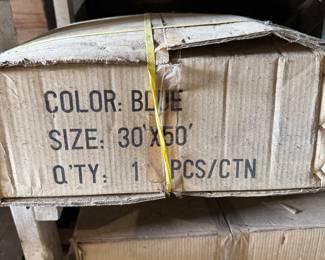 COLOR: BLUE
SIZE: 30'X50'
Q'TY: 1 PCS/CTN